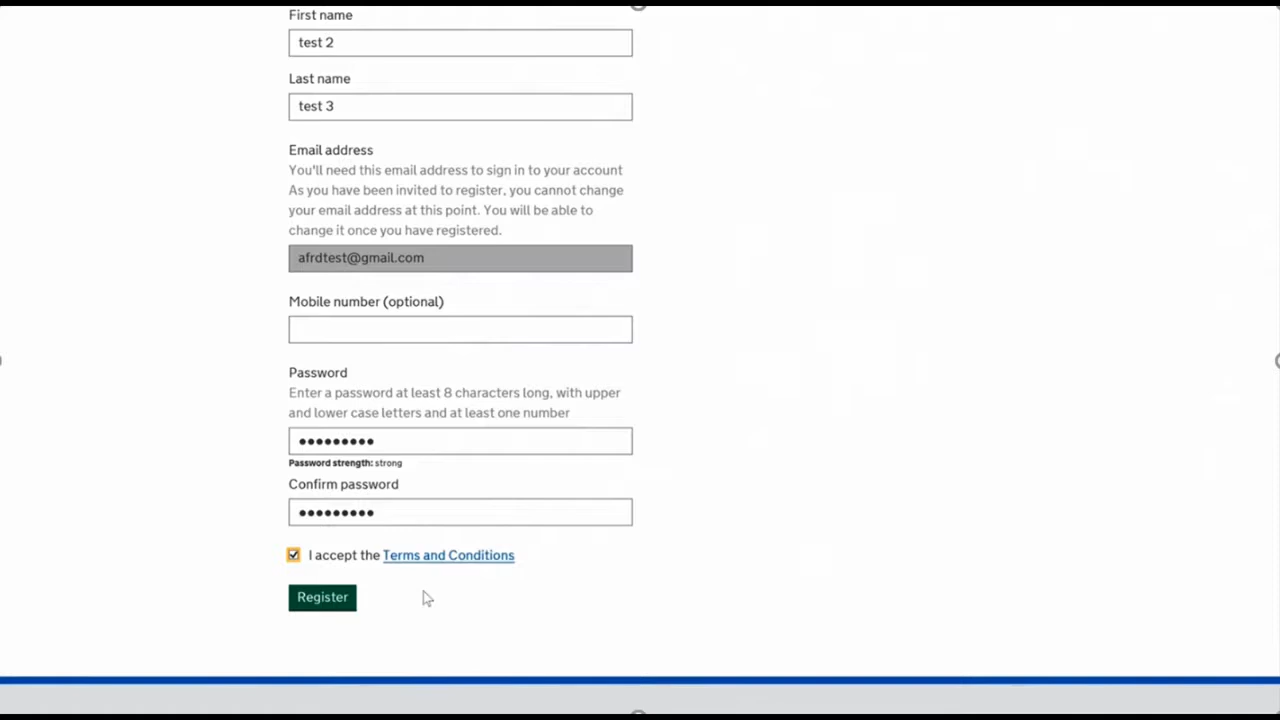 First name
test 2
Last name
test 3
Email address
You'll need this email address to sign in to your account
As you have been invited to register, you cannot change
your email address at this point. You will be able to
change it once you have registered.
afrdtest@gmail.com
Mobile number (optional)
Password
Enter a password at least 8 characters long, with upper
and lower case letters and at least one number
•••••••••
Password strength: strong
Confirm password
•••••••••
I accept the Terms and Conditions
Register